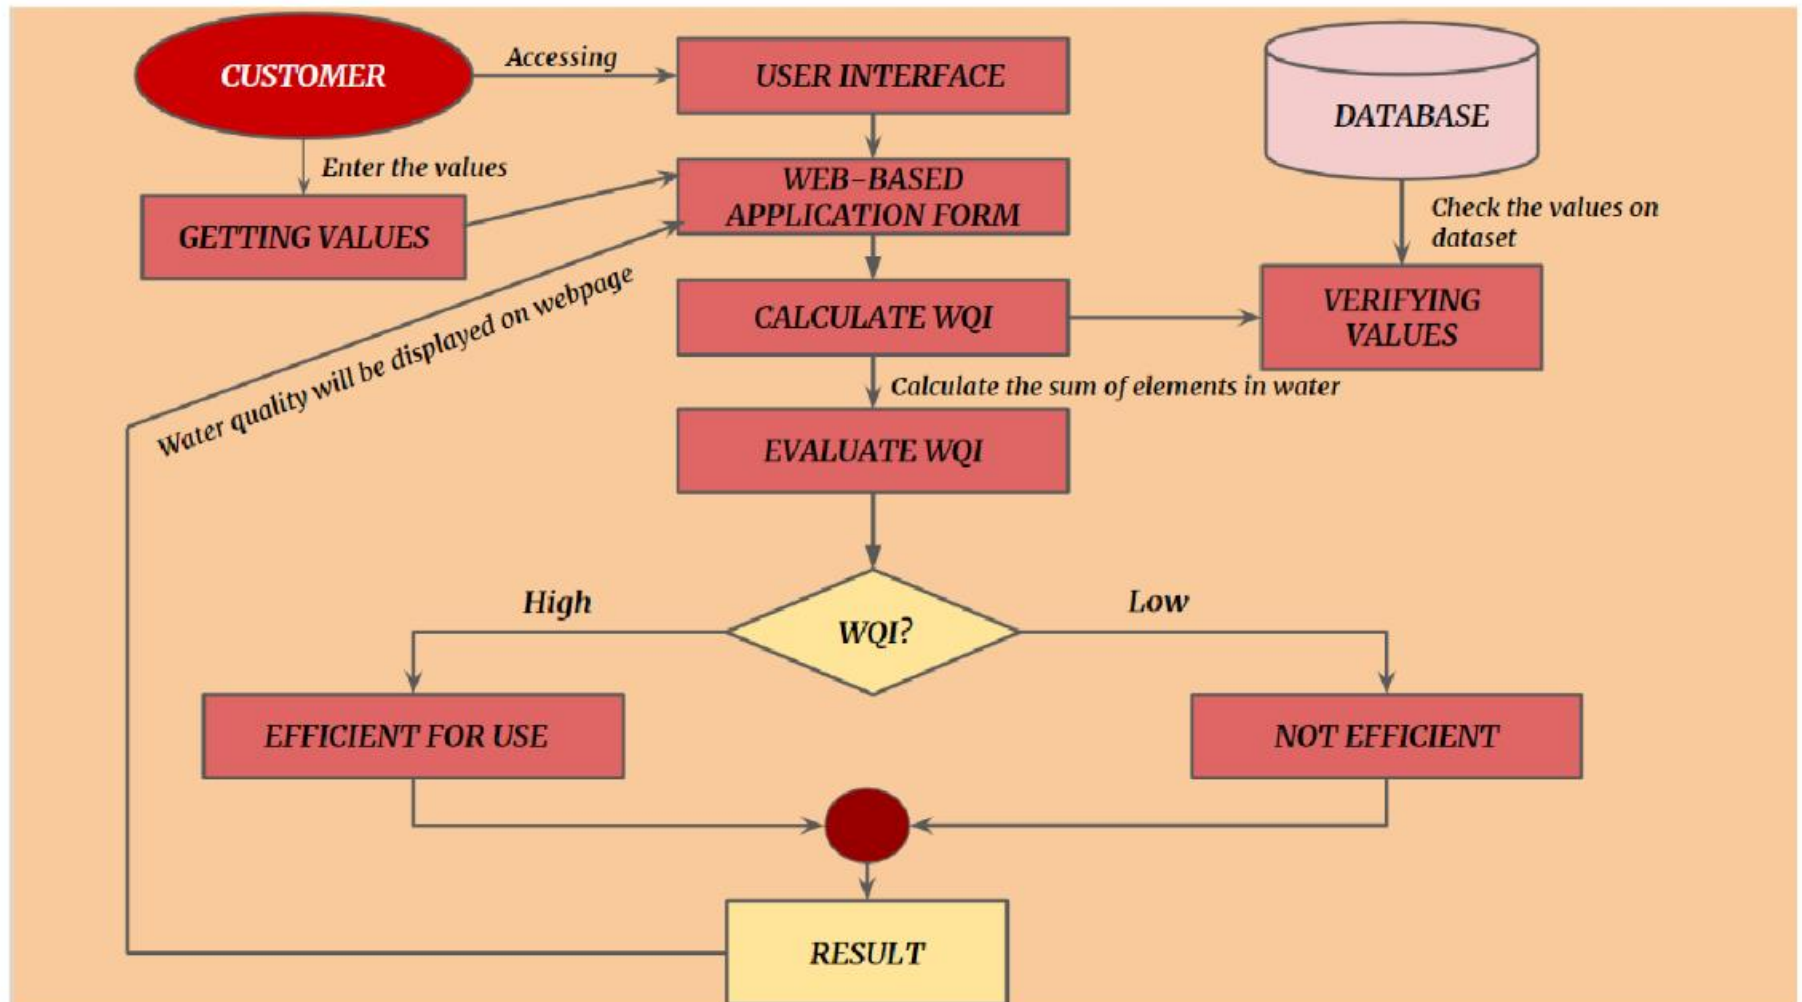 CUSTOMER
Accessing
USER INTERFACE
DATABASE
Enter the values
WEB-BASED
APPLICATION FORM
GETTING VALUES
Check the values on
dataset
Water quality will be displayed on webpage
CALCULATE WQI
VERIFYING
VALUES
Calculate the sum of elements in water
EVALUATE WQI
High
WQI?
Low
EFFICIENT FOR USE
NOT EFFICIENT
RESULT